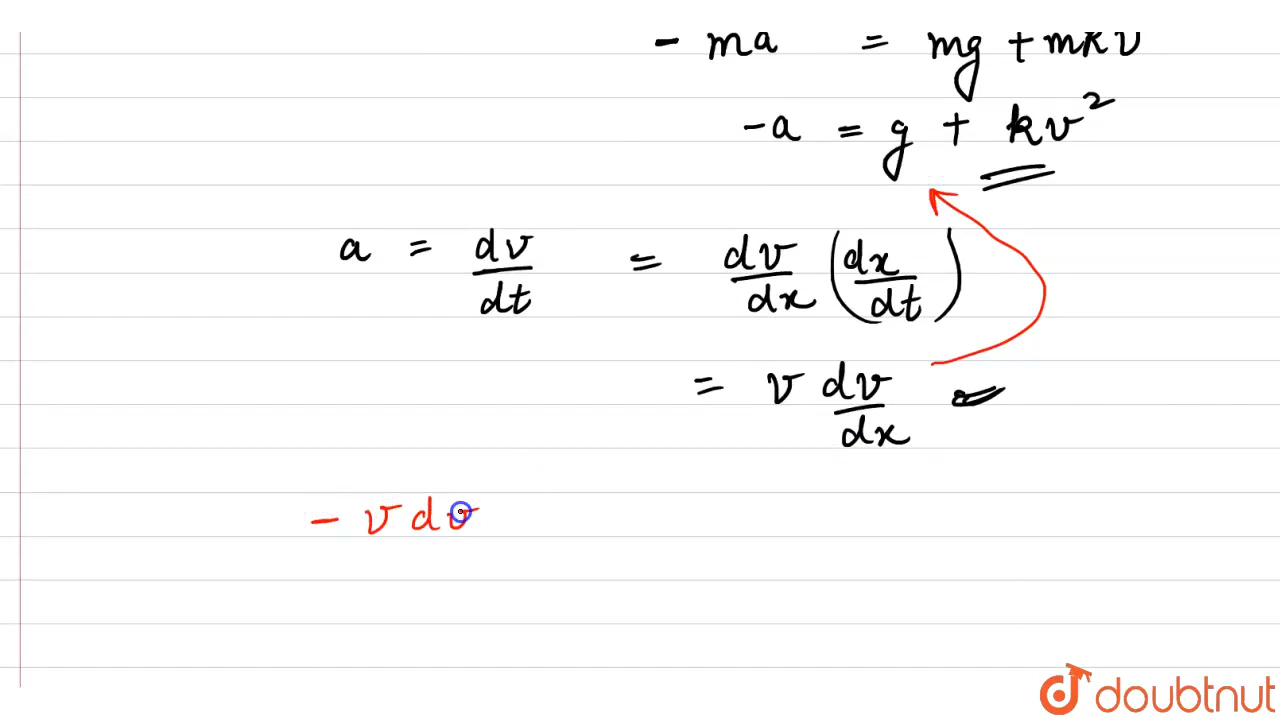 - ma = mg + mkv
-a = g + kv²
a = dv/dt = dv/dx (dx/dt)
= v dv/dx
- v dv
doubtnut